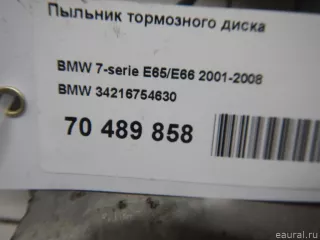 Пыльник тормозного диска
BMW 7-serie E65/E66 2001-2008
BMW 34216754630
70 489 858
eaural.ru